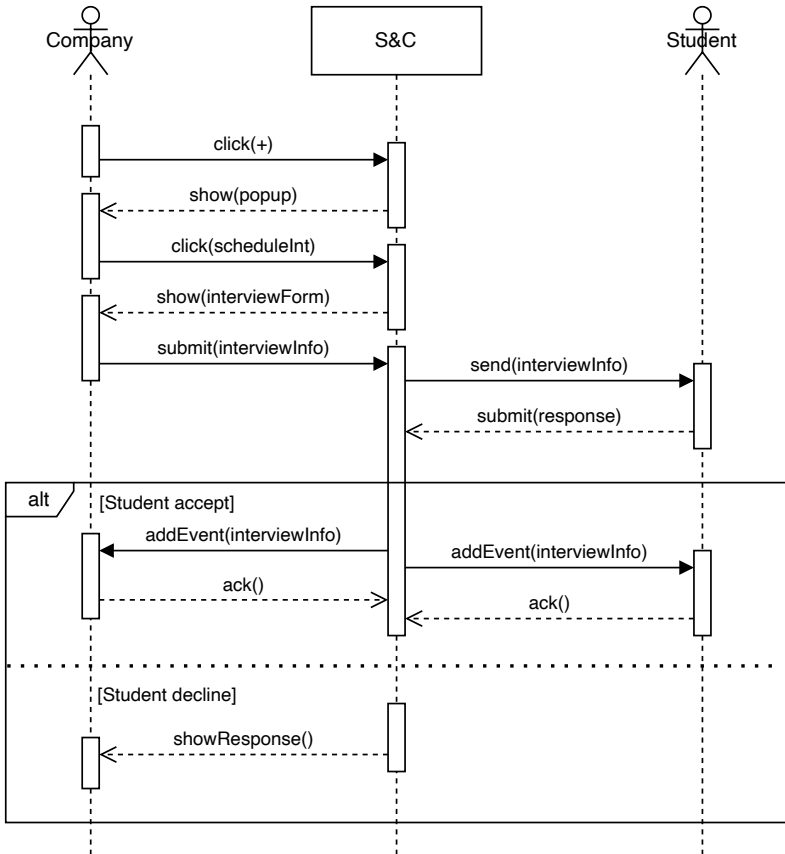 Company
S&C
Student
click(+)
show(popup)
click(scheduleInt)
show(interviewForm)
submit(interviewInfo)
send(interviewInfo)
submit(response)
alt
[Student accept]
addEvent(interviewInfo)
addEvent(interviewInfo)
ack()
ack()
[Student decline]
showResponse()